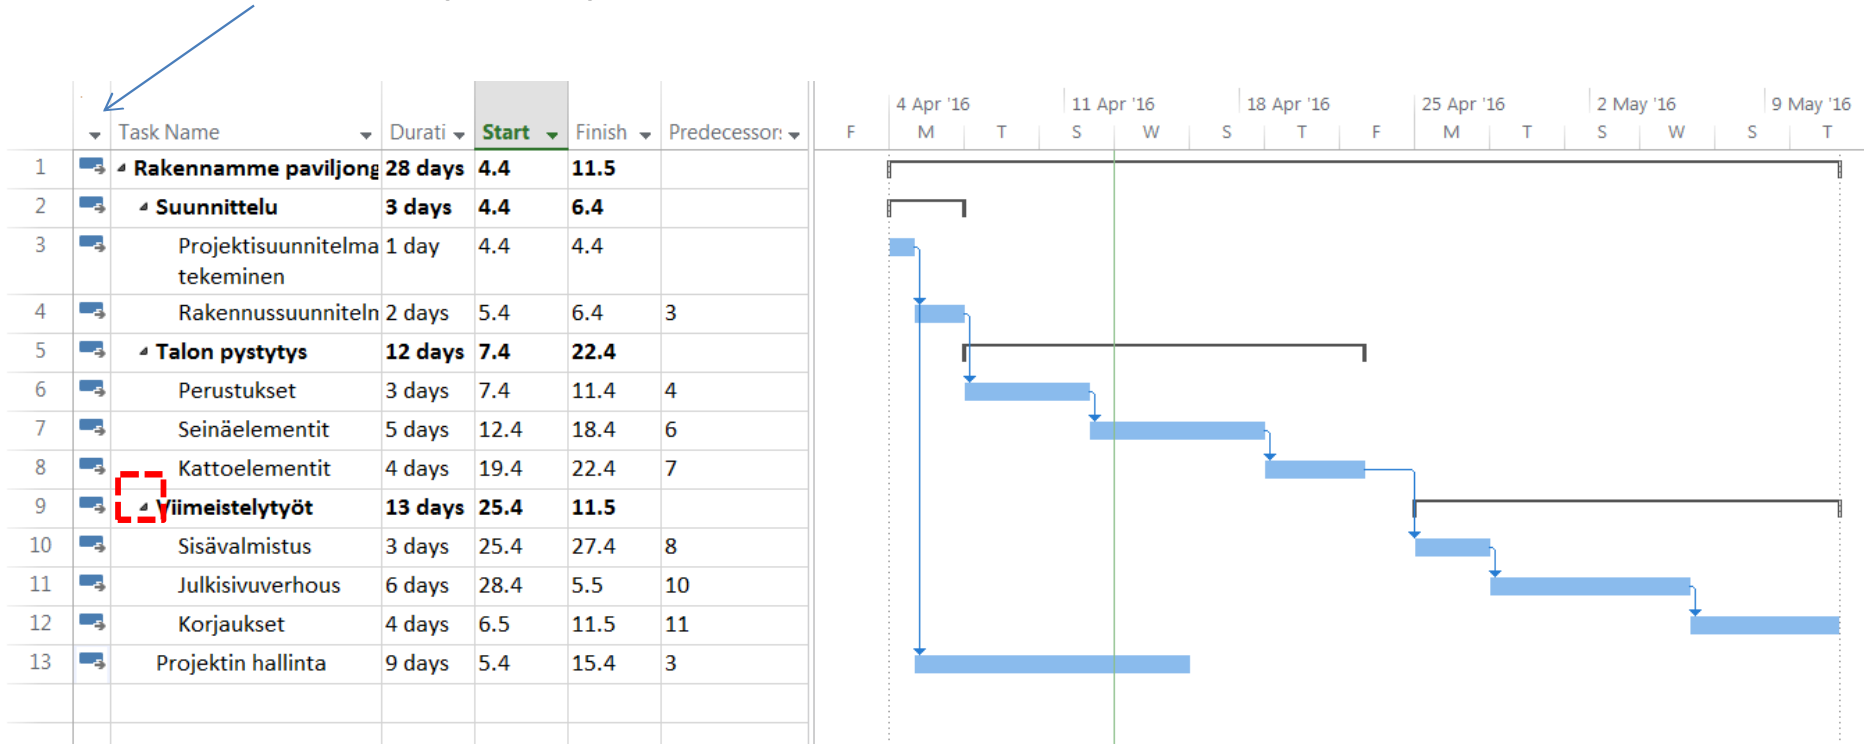 4 Apr '16 11 Apr '16 18 Apr '16 25 Apr '16 2 May '16 9 May '16
Task Name Durati Start Finish Predecessor: F M T S W S T F M T S W S T
1 Rakennamme paviljong 28 days 4.4 11.5
2 Suunnittelu 3 days 4.4 6.4
3 Projektisuunnitelma 1 day 4.4 4.4
tekeminen
4 Rakennussuunniteln 2 days 5.4 6.4 3
5 Talon pystytys 12 days 7.4 22.4
6 Perustukset 3 days 7.4 11.4 4
7 Seinäelementit 5 days 12.4 18.4 6
8 Kattoelementit 4 days 19.4 22.4 7
9 Viimeistelytyöt 13 days 25.4 11.5
10 Sisävalmistus 3 days 25.4 27.4 8
11 Julkisivuverhous 6 days 28.4 5.5 10
12 Korjaukset 4 days 6.5 11.5 11
13 Projektin hallinta 9 days 5.4 15.4 3